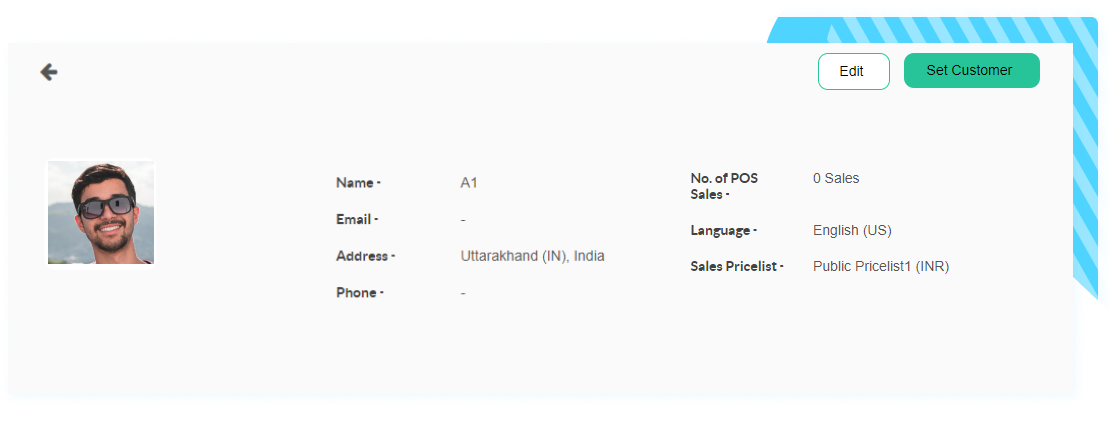 Edit
Set Customer
Name - A1
Email - -
Address - Uttarakhand (IN), India
Phone - -
No. of POS
Sales - 0 Sales
Language - English (US)
Sales Pricelist - Public Pricelist1 (INR)